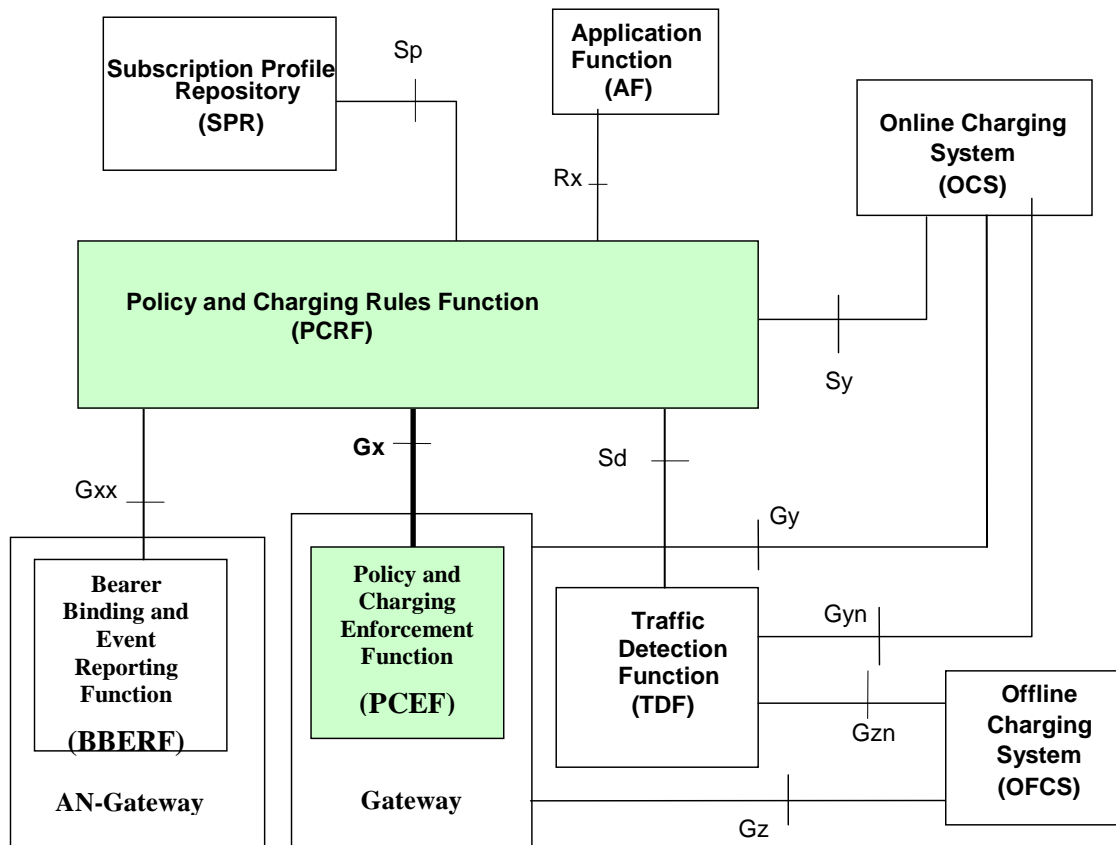 Subscription Profile
Repository
(SPR)
Sp
Application
Function
(AF)
Rx
Online Charging
System
(OCS)
Policy and Charging Rules Function
(PCRF)
Sy
Gxx
Gx
Sd
Gy
Bearer
Binding and
Event
Reporting
Function
(BBERF)
AN-Gateway
Policy and
Charging
Enforcement
Function
(PCEF)
Gateway
Traffic
Detection
Function
(TDF)
Gyn
Gzn
Gz
Offline
Charging
System
(OFCS)